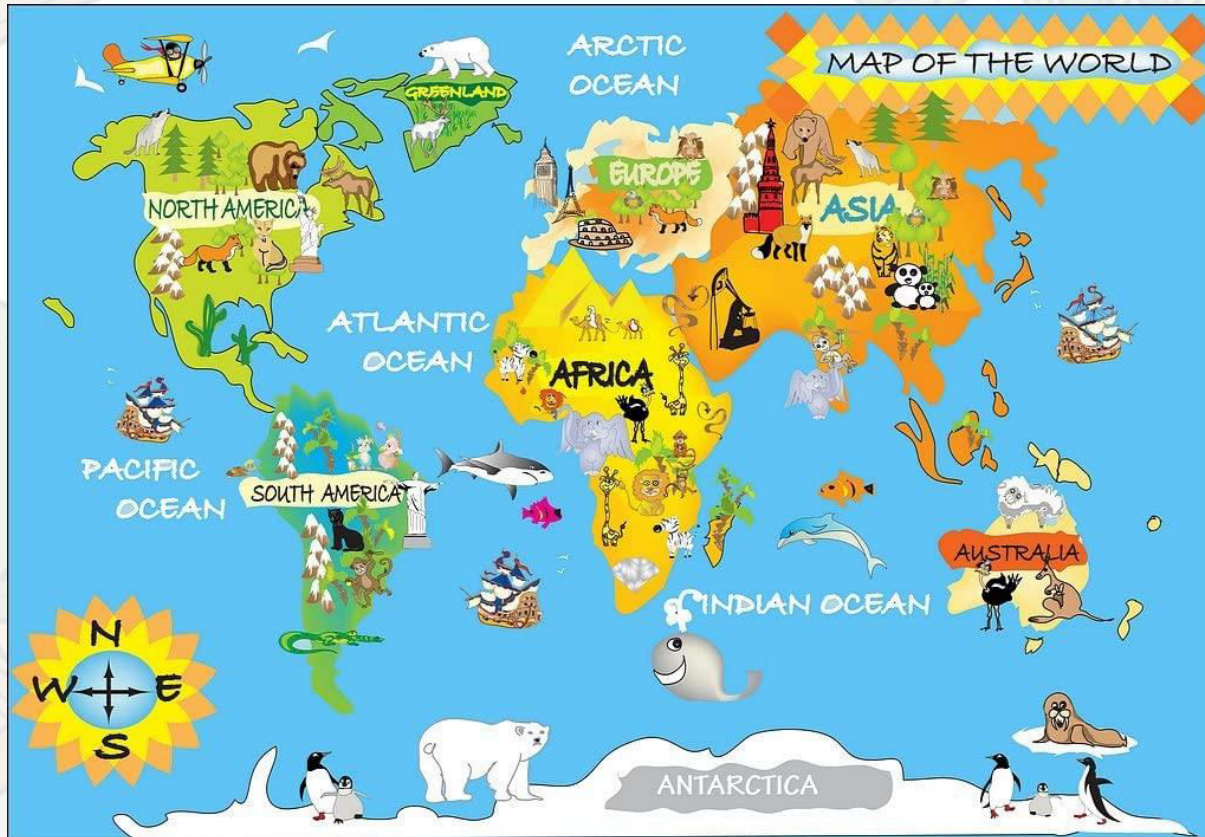 ARCTIC
OCEAN
MAP OF THE WORLD
GREENLAND
EUROPE
NORTH AMERICA
ASIA
ATLANTIC
OCEAN
AFRICA
PACIFIC
OCEAN
SOUTH AMERICA
AUSTRALIA
INDIAN OCEAN
N
W
E
S
ANTARCTICA